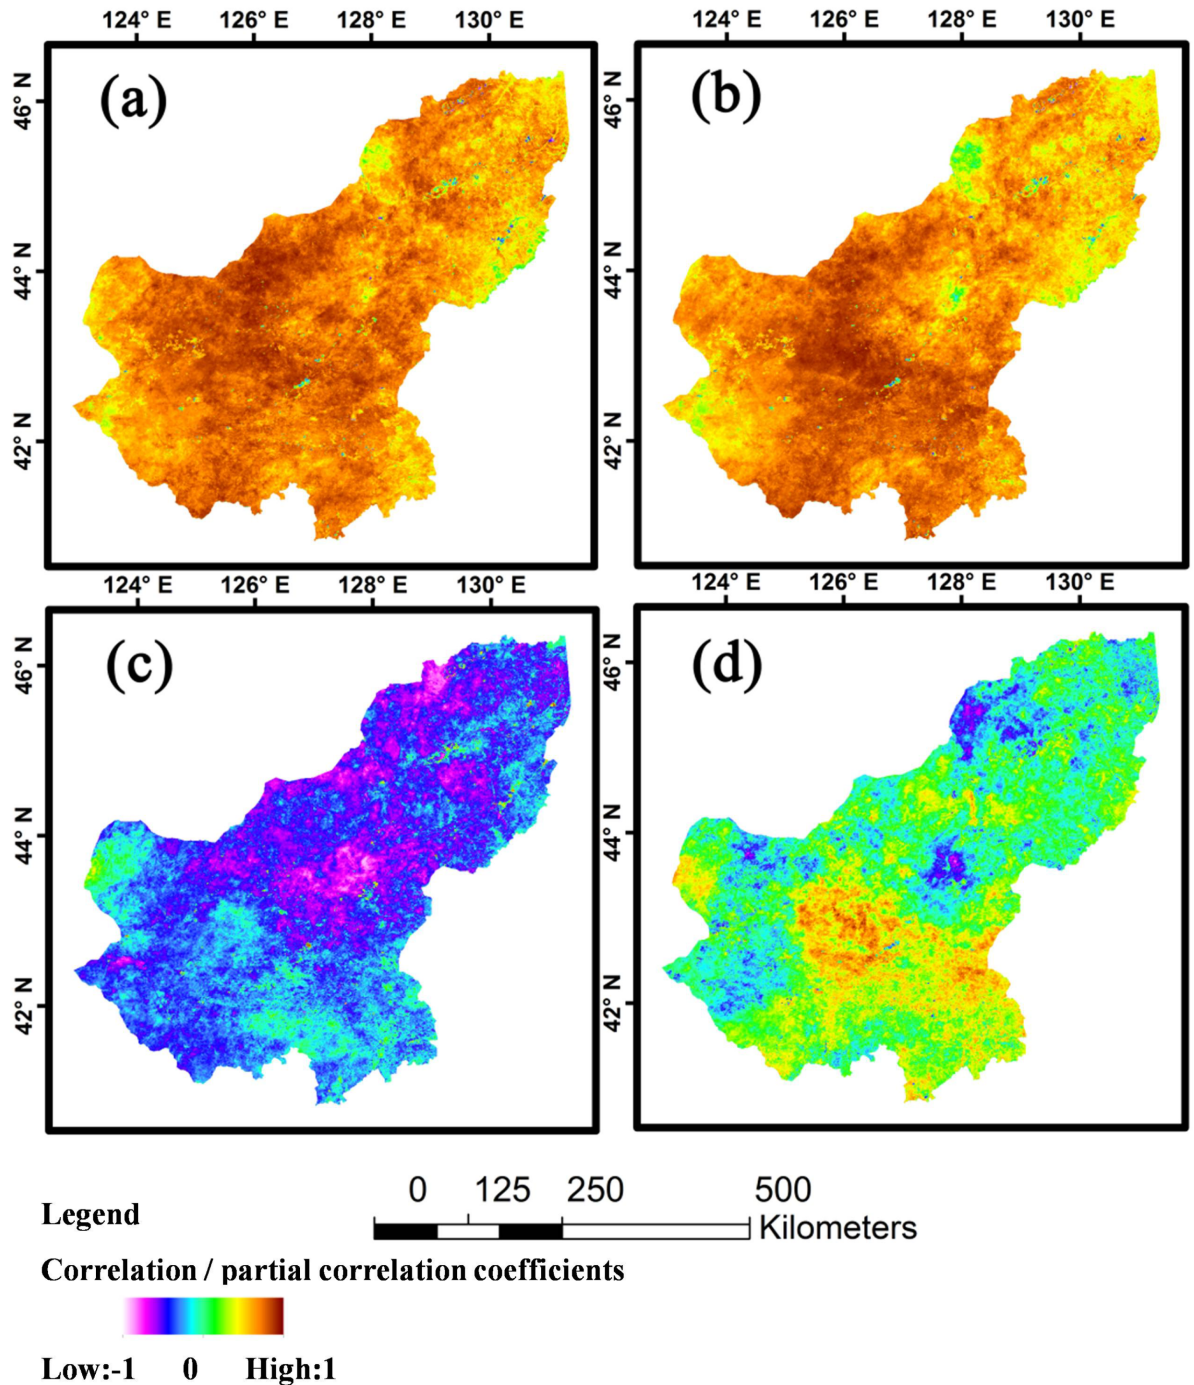 124° E 126° E 128° E 130° E 124° E 126° E 128° E 130° E
46° N
44° N
42° N
(a)
46° N
44° N
42° N
(b)
124° E 126° E 128° E 130° E 124° E 126° E 128° E 130° E
46° N
44° N
42° N
(c)
46° N
44° N
42° N
(d)
0 125 250 500
Kilometers
Legend
Correlation / partial correlation coefficients
Low:-1 0 High:1